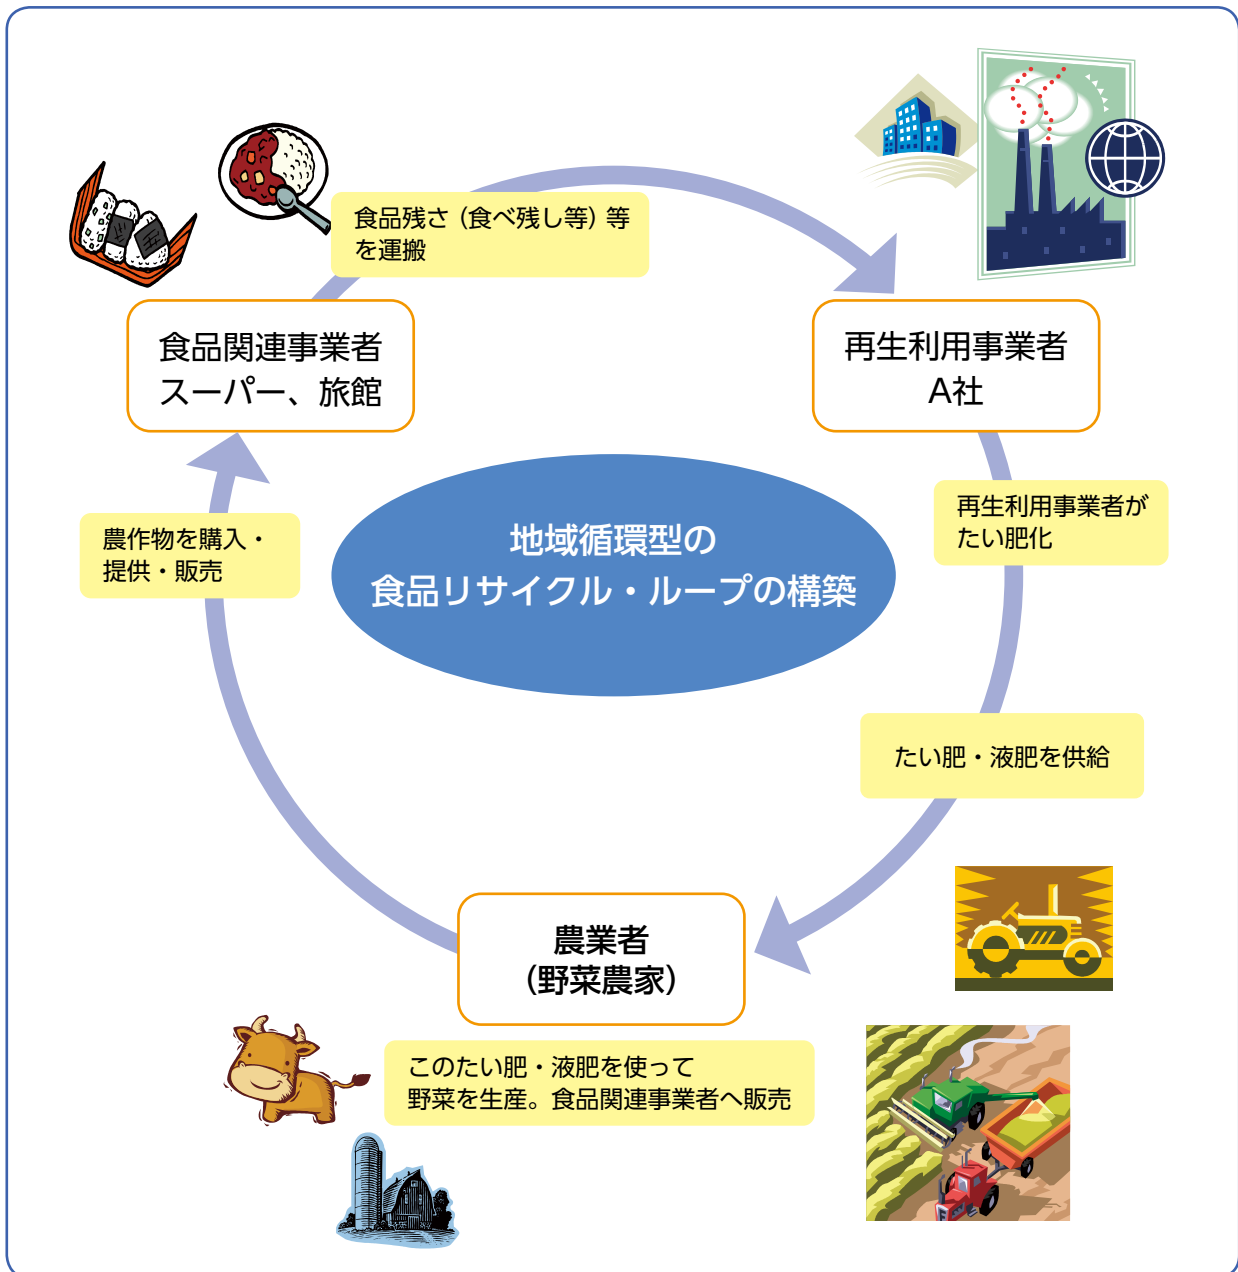 食品残さ（食べ残し等）等
を運搬
食品関連事業者
スーパー、旅館
再生利用事業者
A社
再生利用事業者が
たい肥化
地域循環型の
食品リサイクル・ループの構築
農作物を購入・
提供・販売
たい肥・液肥を供給
農業者
（野菜農家）
このたい肥・液肥を使って
野菜を生産。食品関連事業者へ販売